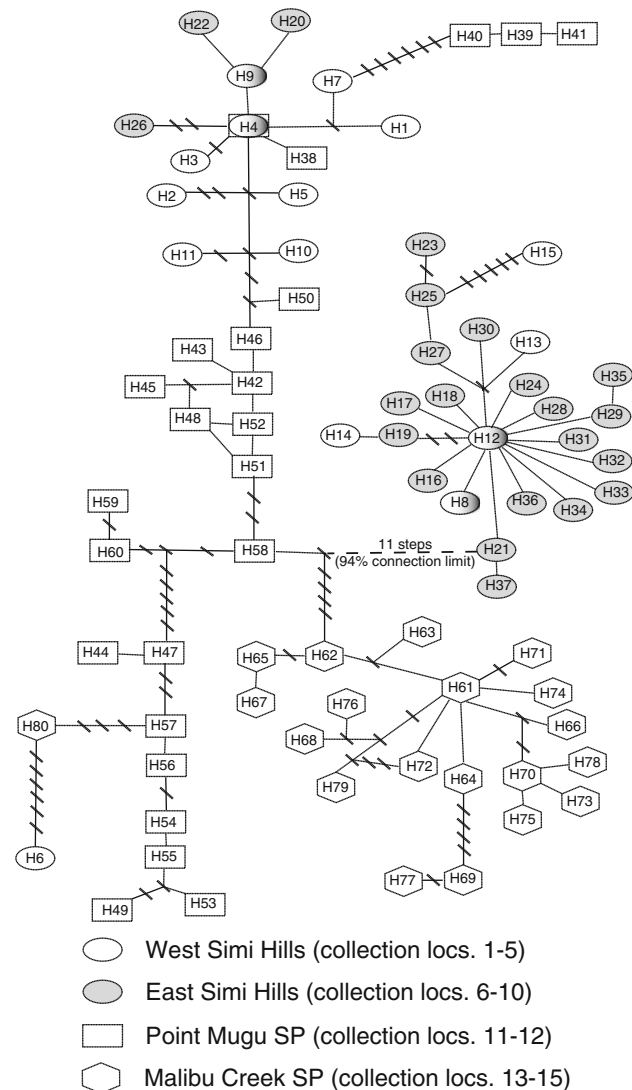 H22
H20
H40
H39
H41
H9
H7
H26
H4
H1
H3
H38
H2
H5
H23
H15
H11
H10
H25
H50
H30
H13
H46
H27
H43
H35
H45
H42
H17
H18
H24
H28
H29
H48
H52
H14
H19
H12
H31
H51
H32
H16
H33
H59
H8
H36
H34
H60
H58
11 steps
H21
(94% connection limit)
H37
H63
H44
H47
H65
H62
H71
H61
H74
H67
H76
H80
H57
H66
H68
H56
H72
H64
H70
H78
H79
H73
H54
H75
H6
H55
H77
H69
H49
H53
West Simi Hills (collection locs. 1-5)
East Simi Hills (collection locs. 6-10)
Point Mugu SP (collection locs. 11-12)
Malibu Creek SP (collection locs. 13-15)